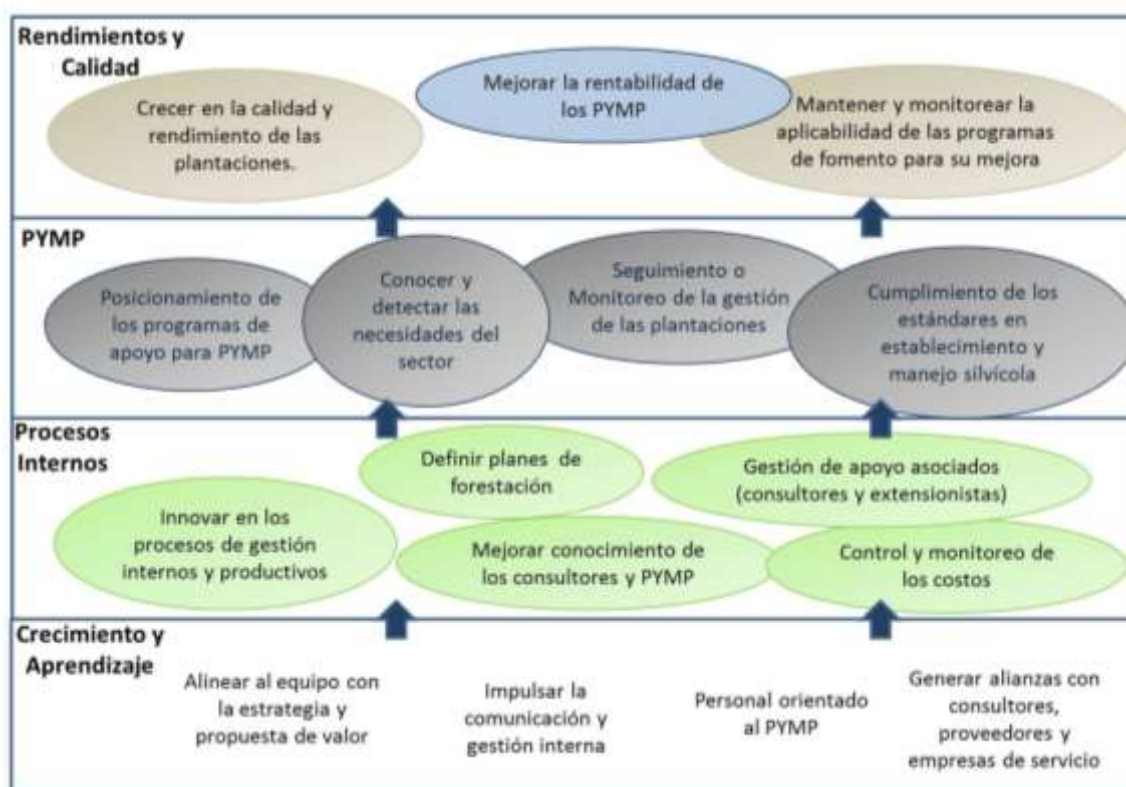 Rendimientos y
Calidad
Crecer en la calidad y
rendimiento de las
plantaciones.
Mejorar la rentabilidad de
los PYMP
Mantener y monitorear la
aplicabilidad de las programas
de fomento para su mejora
PYMP
Posicionamiento de
los programas de
apoyo para PYMP
Conocer y
detectar las
necesidades del
sector
Seguimiento o
Monitoreo de la gestión
de las plantaciones
Cumplimiento de los
estándares en
establecimiento y
manejo silvícola
Procesos
Internos
Innovar en los
procesos de gestión
internos y productivos
Definir planes de
forestación
Mejorar conocimiento de
los consultores y PYMP
Gestión de apoyo asociados
(consultores y extensionistas)
Control y monitoreo de
los costos
Crecimiento y
Aprendizaje
Alinear al equipo con
la estrategia y
propuesta de valor
Impulsar la
comunicación y
gestión interna
Personal orientado
al PYMP
Generar alianzas con
consultores,
proveedores y
empresas de servicio